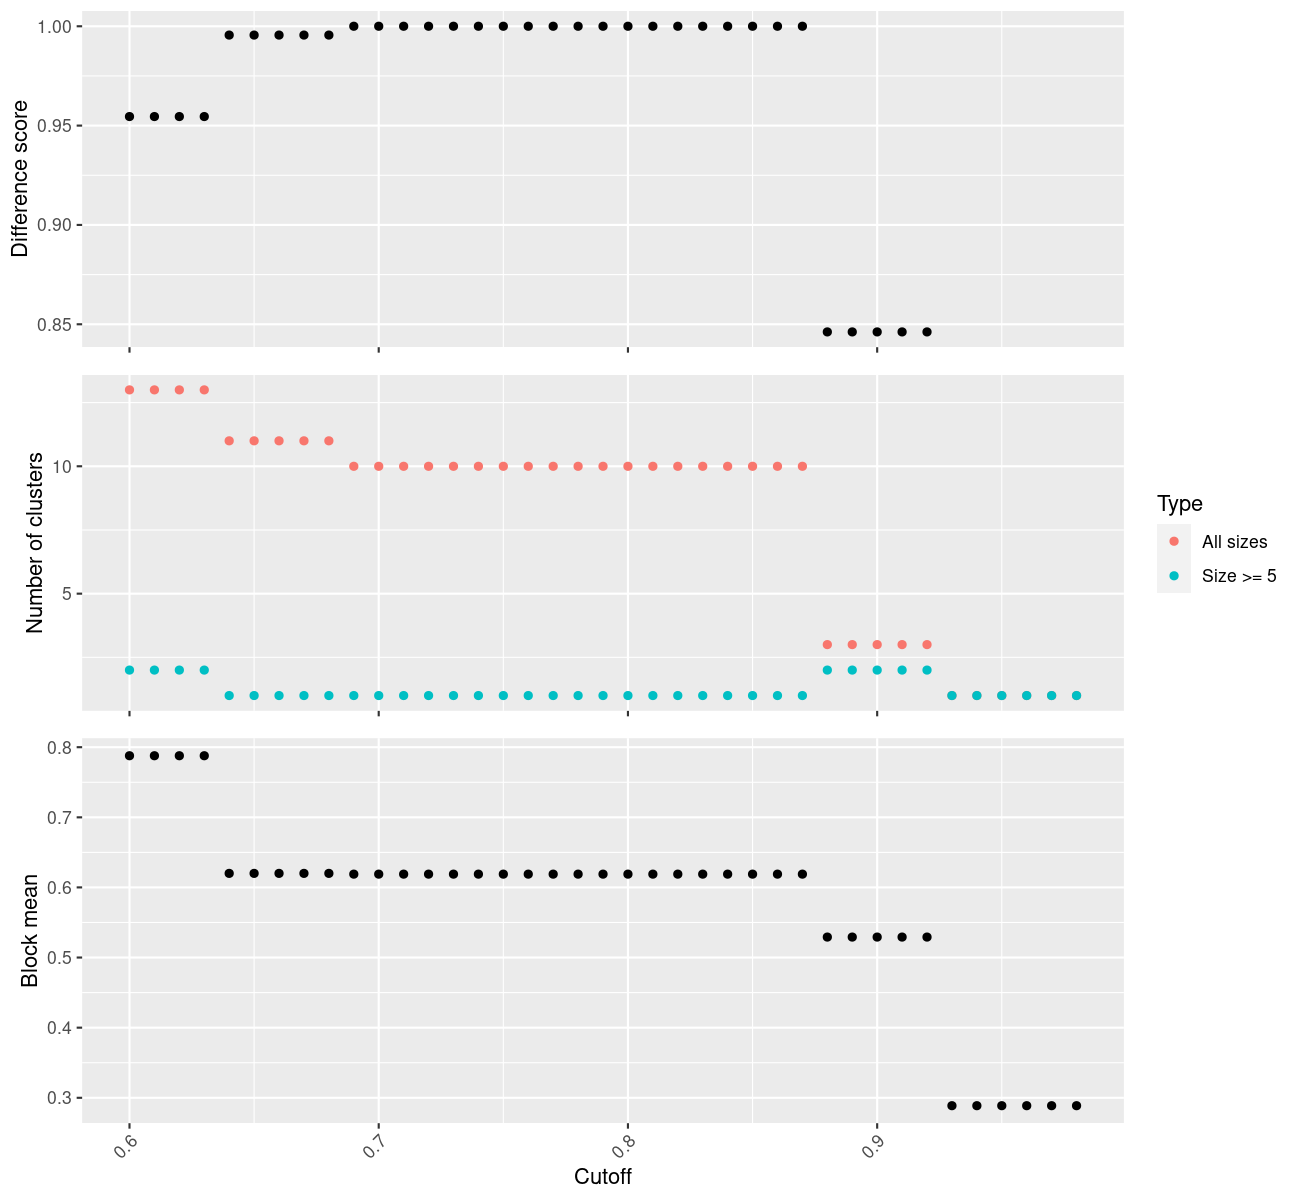 Difference score
1.00
0.95
0.90
0.85
Number of clusters
10
5
Block mean
0.8
0.7
0.6
0.5
0.4
0.3
0.6 0.7 0.8 0.9
Cutoff
Type
All sizes
Size >= 5